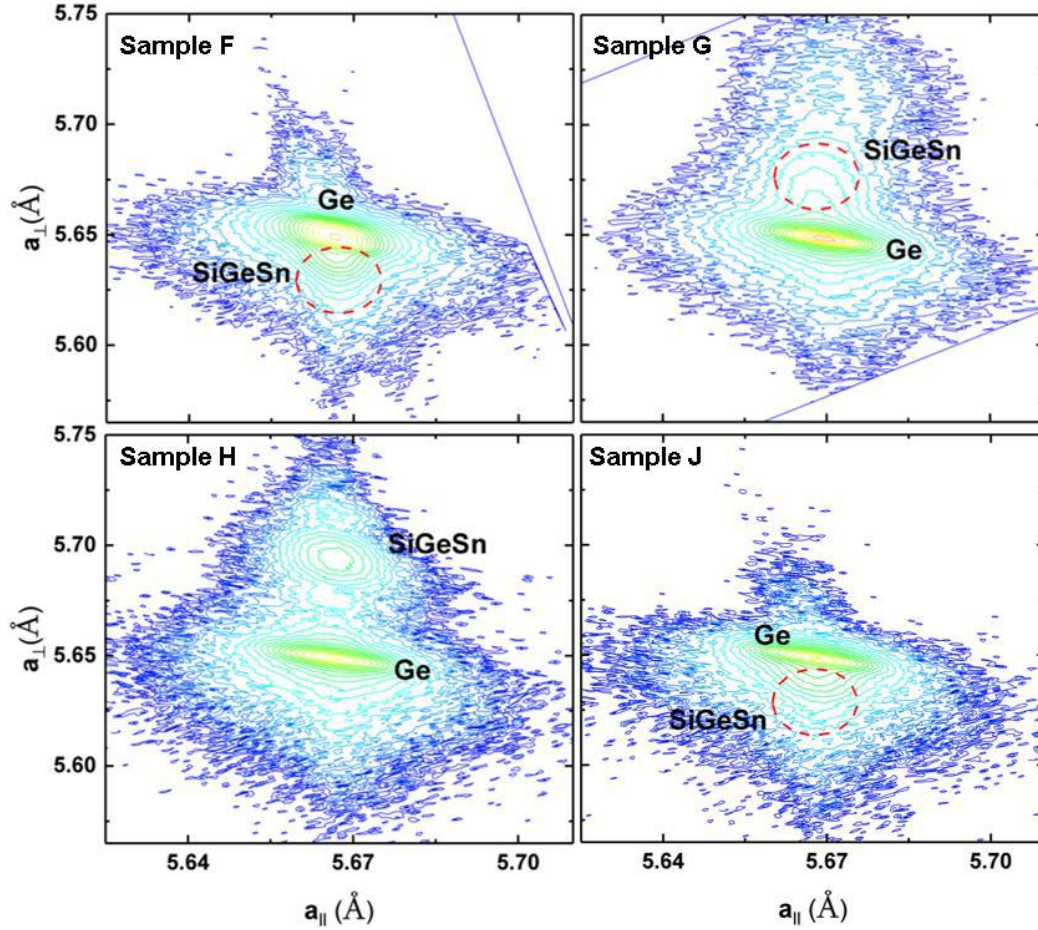 5.75
Sample F
Sample G
5.70
SiGeSn
Ge
a⊥(Å)
5.65
SiGeSn
Ge
5.60
5.75
Sample H
Sample J
5.70
SiGeSn
a⊥(Å)
Ge
5.65
Ge
SiGeSn
5.60
5.64 5.67 5.70 5.64 5.67 5.70
a|| (Å) a|| (Å)